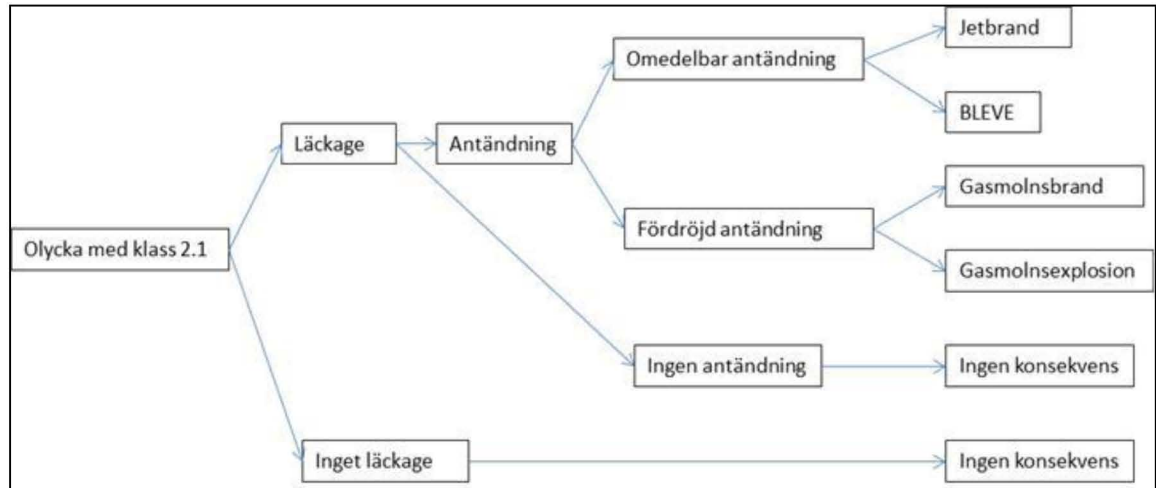 Jetbrand
Omedelbar antändning
BLEVE
Läckage
Antändning
Gasmolnsbrand
Fördröjd antändning
Olycka med klass 2.1
Gasmolnsexplosion
Ingen antändning
Ingen konsekvens
Inget läckage
Ingen konsekvens